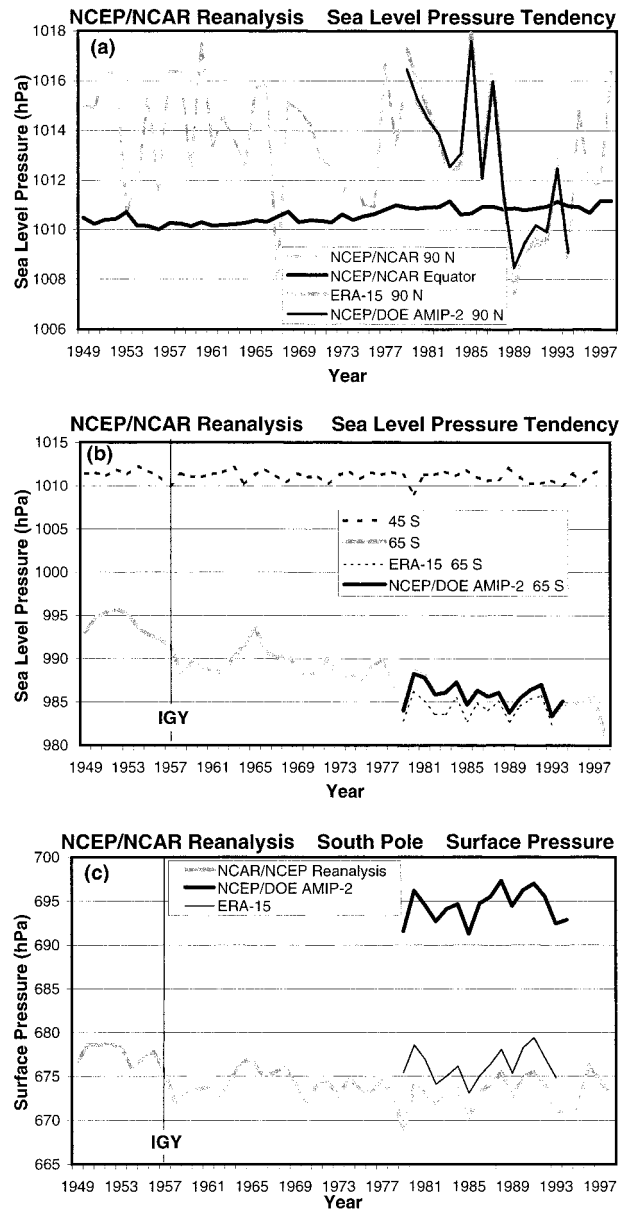 NCEP/NCAR Reanalysis Sea Level Pressure Tendency
(a)
Sea Level Pressure (hPa)
1018
1016
1014
1012
1010
1008
1006
NCEP/NCAR 90 N
NCEP/NCAR Equator
ERA-15 90 N
NCEP/DOE AMIP-2 90 N
1949 1953 1957 1961 1965 1969 1973 1977 1981 1985 1989 1993 1997
Year
NCEP/NCAR Reanalysis Sea Level Pressure Tendency
(b)
Sea Level Pressure (hPa)
1015
1010
1005
1000
995
990
985
980
45 S
65 S
ERA-15 65 S
NCEP/DOE AMIP-2 65 S
IGY
1949 1953 1957 1961 1965 1969 1973 1977 1981 1985 1989 1993 1997
Year
NCEP/NCAR Reanalysis South Pole Surface Pressure
(c)
Surface Pressure (hPa)
700
695
690
685
680
675
670
665
NCAR/NCEP Reanalysis
NCEP/DOE AMIP-2
ERA-15
IGY
1949 1953 1957 1961 1965 1969 1973 1977 1981 1985 1989 1993 1997
Year